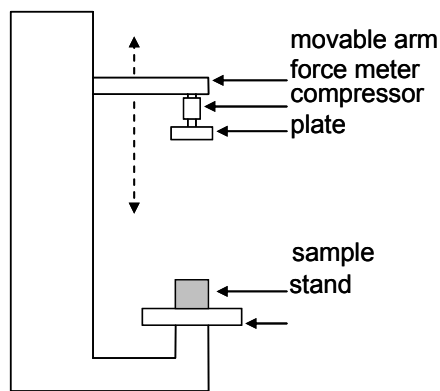 movable arm
force meter
compressor
plate
sample
stand